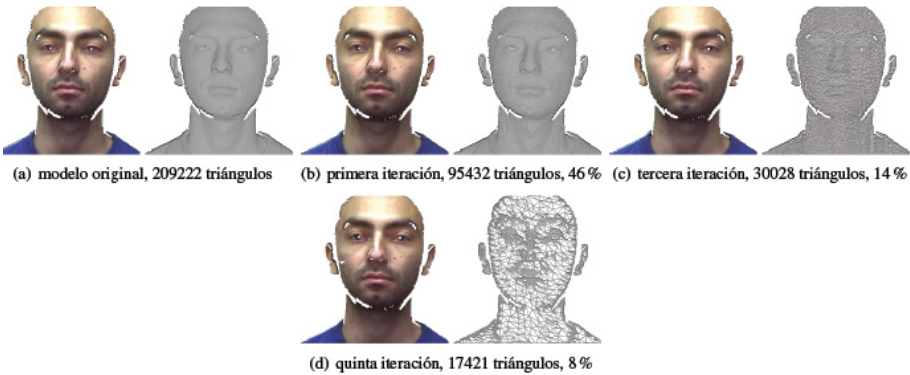 (a) modelo original, 209222 triángulos
(b) primera iteración, 95432 triángulos, 46 %
(c) tercera iteración, 30028 triángulos, 14 %
(d) quinta iteración, 17421 triángulos, 8 %